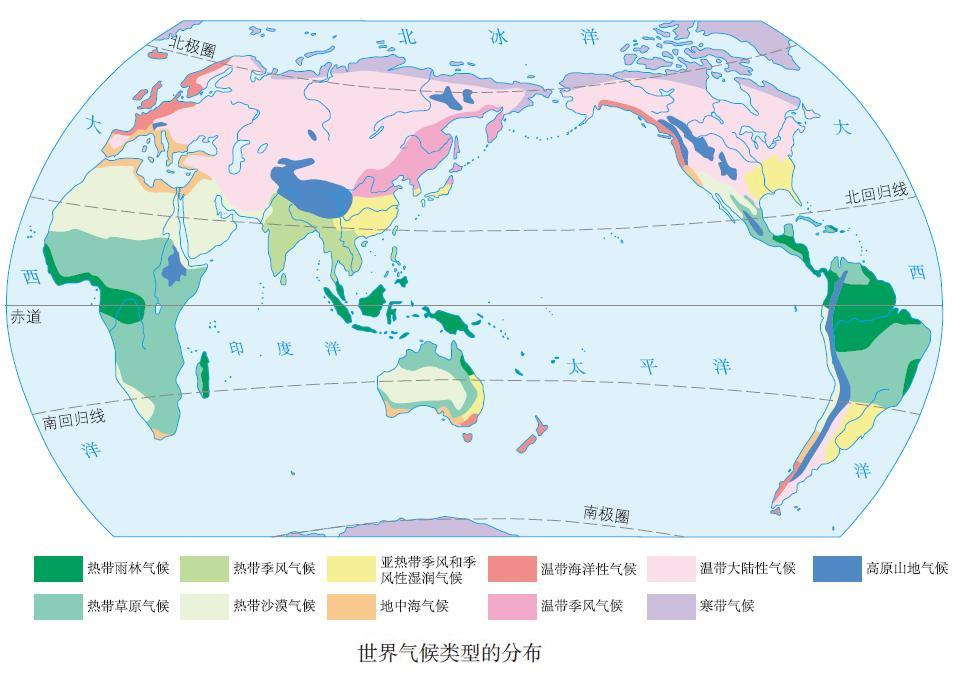 北 冰 洋
北极圈
大
大
北回归线
西
西
赤道
印 度 洋
太 平 洋
南回归线
洋
洋
南极圈
热带雨林气候
热带季风气候
亚热带季风和季
风性湿润气候
温带海洋性气候
温带大陆性气候
高原山地气候
热带草原气候
热带沙漠气候
地中海气候
温带季风气候
寒带气候
世界气候类型的分布